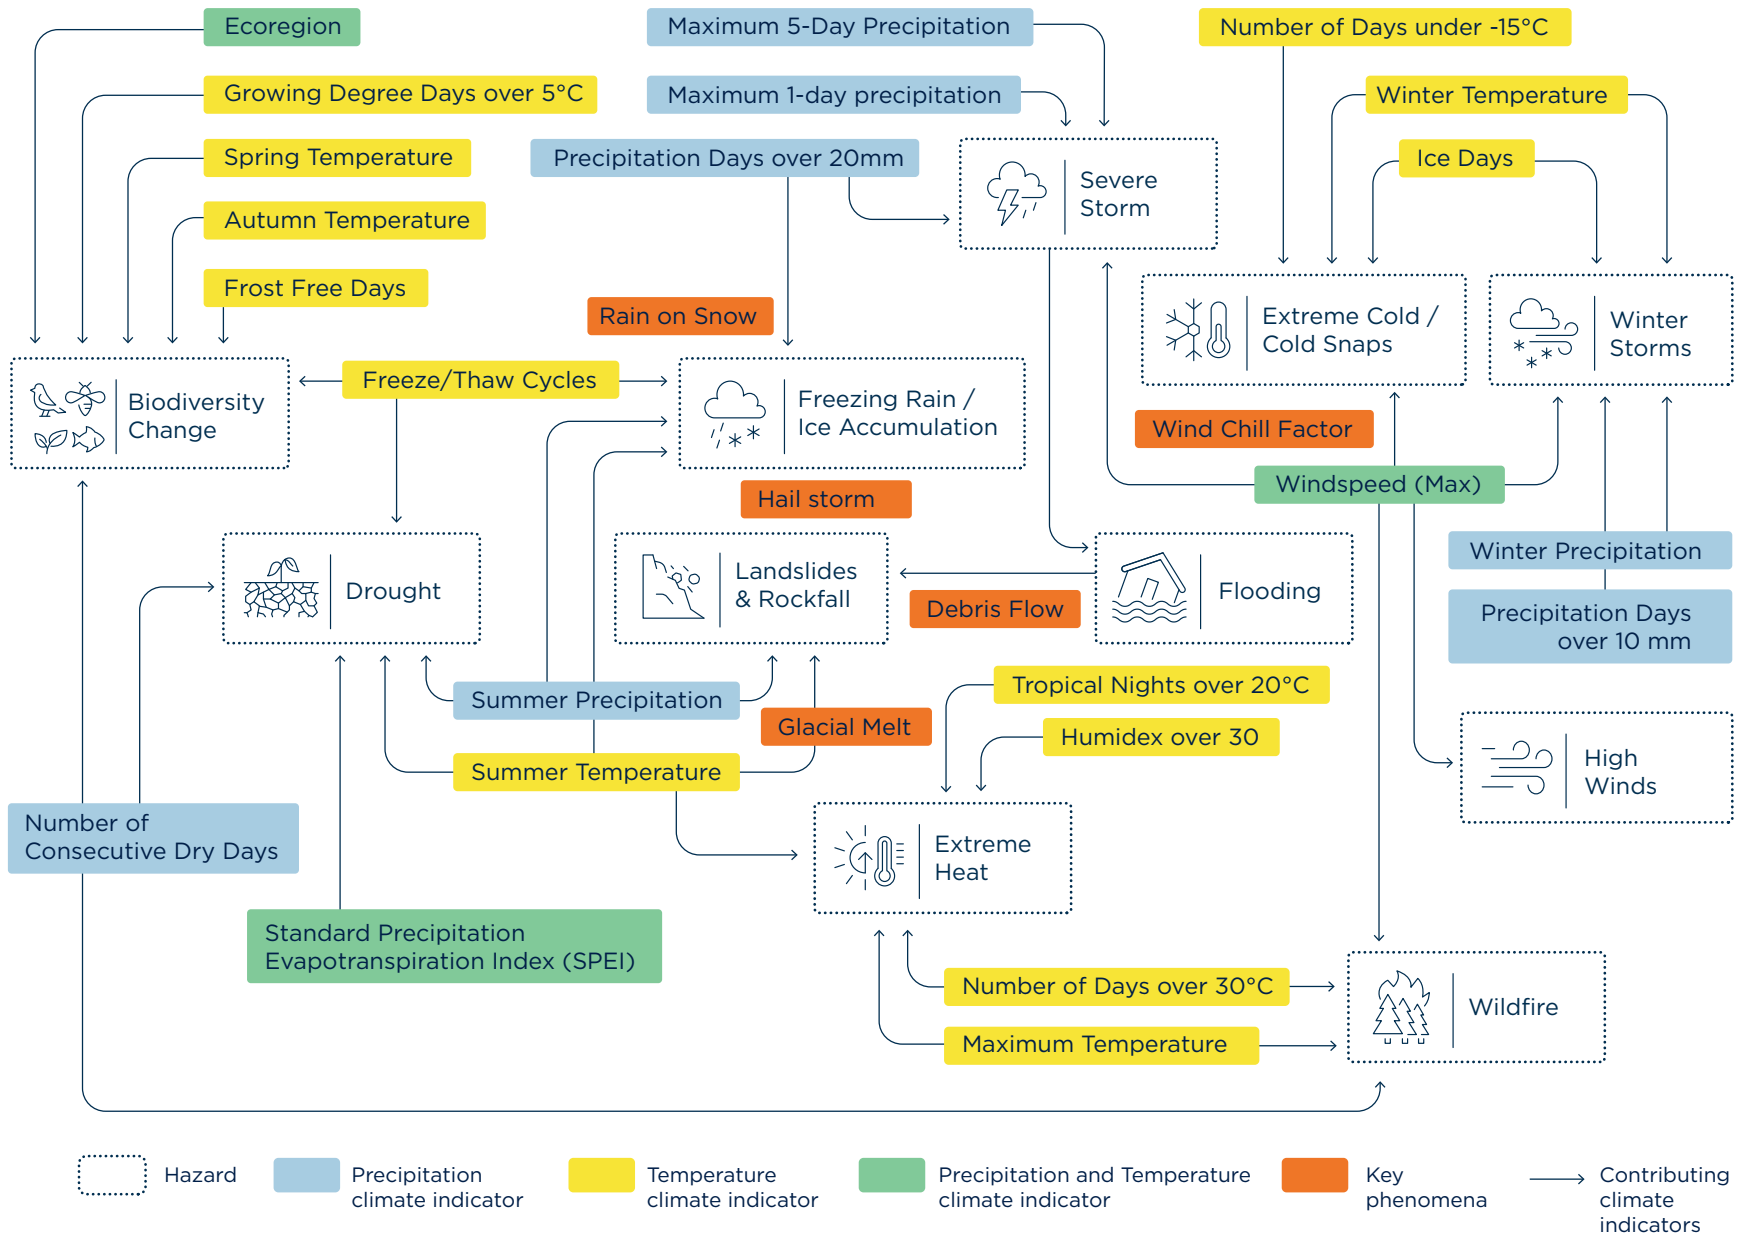 Ecoregion
Maximum 5-Day Precipitation
Number of Days under -15°C
Growing Degree Days over 5°C
Maximum 1-day precipitation
Winter Temperature
Spring Temperature
Precipitation Days over 20mm
Ice Days
Severe
Storm
Autumn Temperature
Frost Free Days
Rain on Snow
Extreme Cold /
Cold Snaps
Winter
Storms
Freeze/Thaw Cycles
Biodiversity
Change
Freezing Rain /
Ice Accumulation
Wind Chill Factor
Windspeed (Max)
Hail storm
Winter Precipitation
Drought
Landslides
& Rockfall
Debris Flow
Flooding
Precipitation Days
over 10 mm
Tropical Nights over 20°C
Summer Precipitation
Glacial Melt
Humidex over 30
Summer Temperature
High
Winds
Number of
Consecutive Dry Days
Extreme
Heat
Standard Precipitation
Evapotranspiration Index (SPEI)
Number of Days over 30°C
Wildfire
Maximum Temperature
Hazard
Precipitation
climate indicator
Temperature
climate indicator
Precipitation and Temperature
climate indicator
Key
phenomena
Contributing
climate
indicators